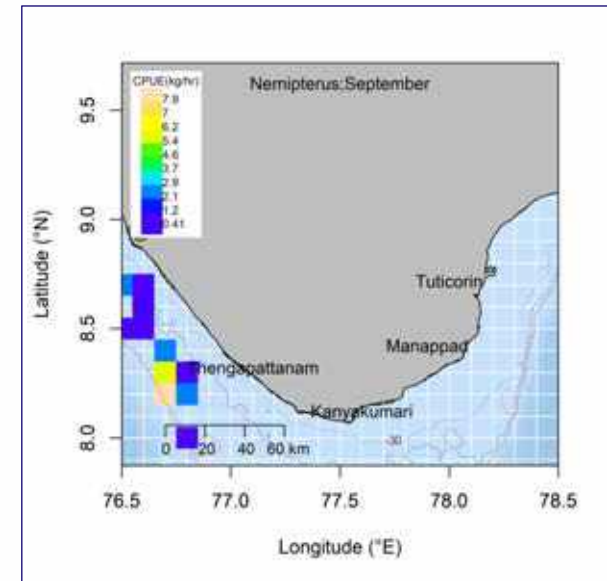 Nemipterus:September
CPUE(kg/hr)
7.9
7
6.2
5.4
4.6
3.7
2.9
2.1
1.2
0.41
9.5
9.0
8.5
8.0
Latitude (°N)
Tuticorin
Manappad
Thengapattanam
Kanyakumari
-30
0 20 40 60 km
76.5 77.0 77.5 78.0 78.5
Longitude (°E)